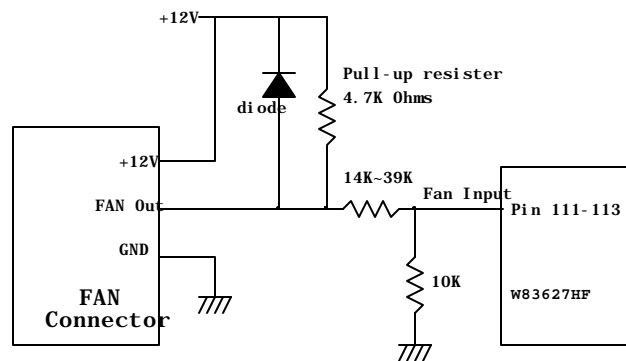 +12V
Pull-up resister
4.7K Ohms
diode
+12V
14K~39K
Fan Input
FAN Out
Pin 111-113
GND
10K
W83627HF
FAN
Connector